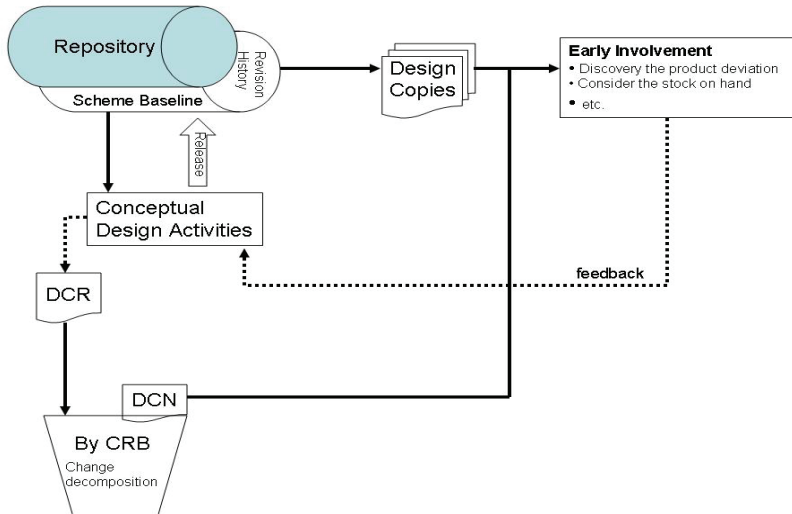 Repository
Revision
History
Scheme Baseline
Release
Design
Copies
Early Involvement
• Discovery the product deviation
• Consider the stock on hand
• etc.
Conceptual
Design Activities
feedback
DCR
DCN
By CRB
Change
decomposition